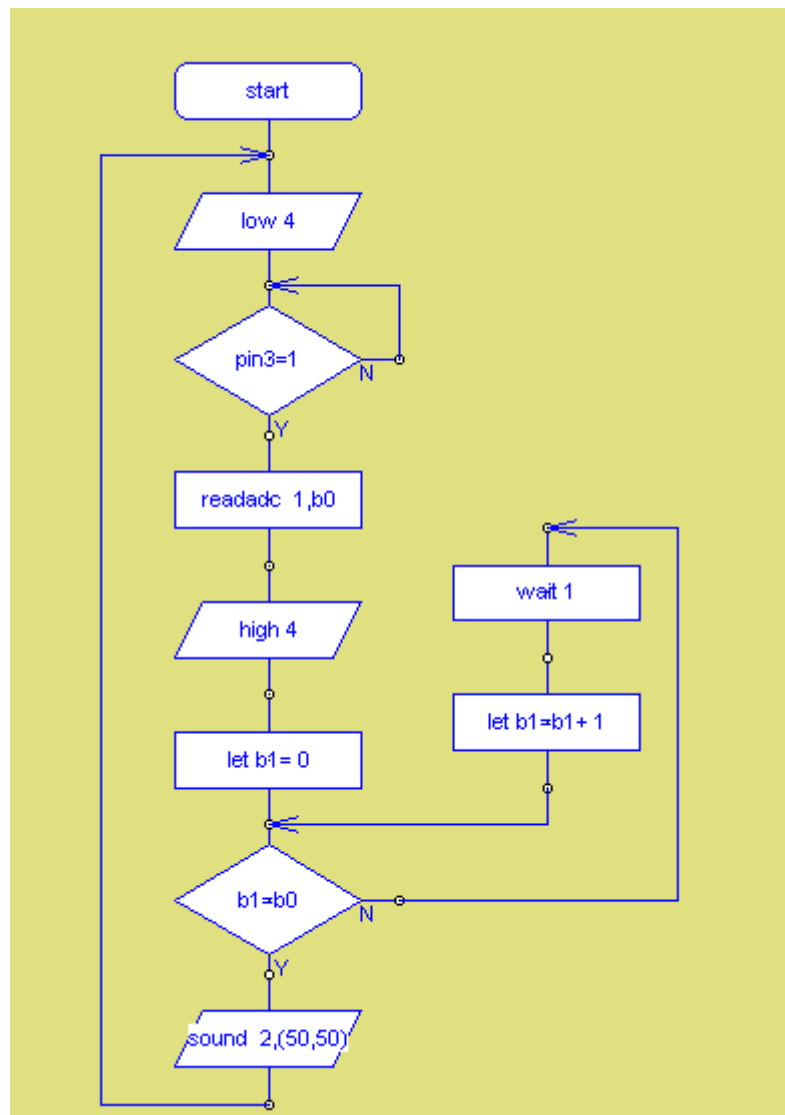 start
low 4
pin3=1
N
Y
readadc 1,b0
high 4
let b1= 0
b1=b0
N
Y
sound 2,(50,50)
wait 1
let b1=b1+ 1